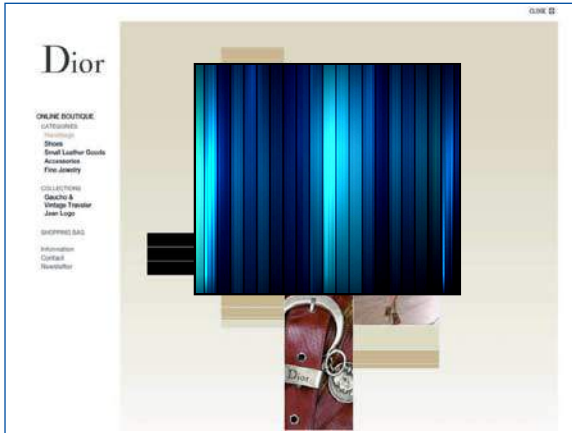 CLOSE
Dior
ONLINE BOUTIQUE
CATEGORIES
Handbags
Shoes
Small Leather Goods
Accessories
Fine Jewelry
COLLECTIONS
Gaucho &
Vintage Traveler
Jean Logo
SHOPPING BAG
Information
Contact
Newsletter
Dior